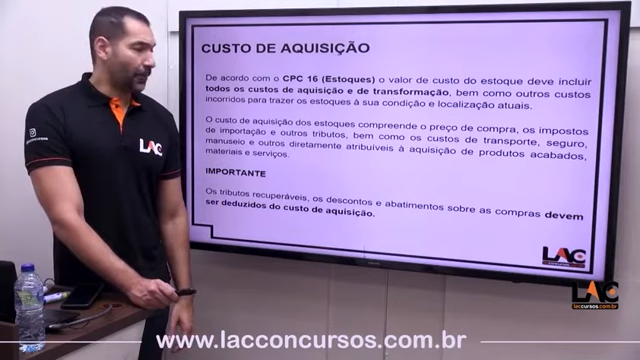 CUSTO DE AQUISIÇÃO
De acordo com o CPC 16 (Estoques) o valor de custo do estoque deve incluir
todos os custos de aquisição e de transformação, bem como outros custos
incorridos para trazer os estoques à sua condição e localização atuais.
O custo de aquisição dos estoques compreende o preço de compra, os impostos
de importação e outros tributos, bem como os custos de transporte, seguro,
manuseio e outros diretamente atribuíveis à aquisição de produtos acabados,
materiais e serviços.
IMPORTANTE
Os tributos recuperáveis, os descontos e abatimentos sobre as compras devem
ser deduzidos do custo de aquisição.
LAC
LAC
CONCURSOS
LAC
lacconcursos.com.br
www.lacconcursos.com.br